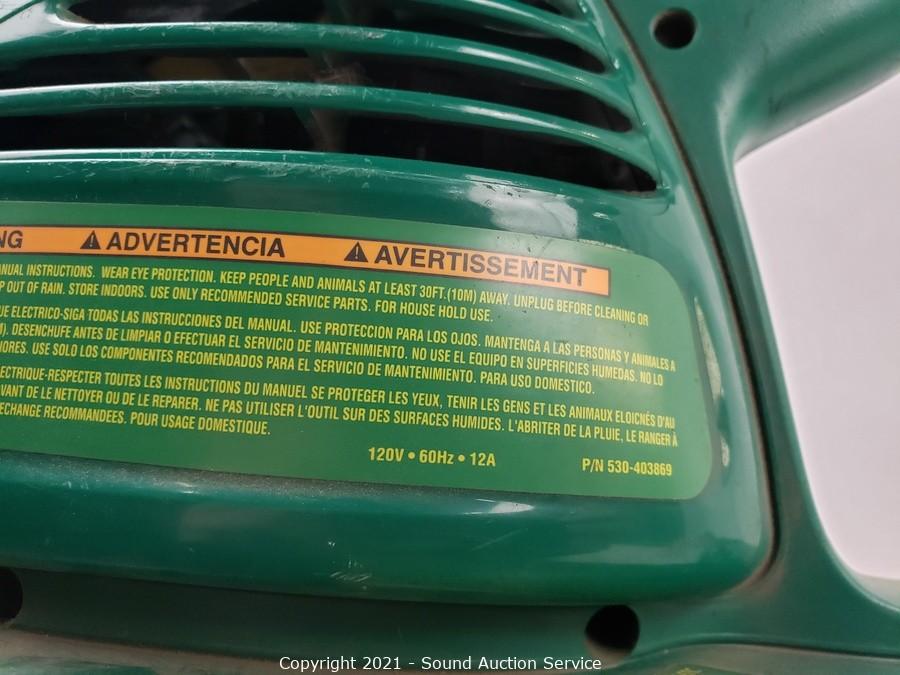 NG ⚠ ADVERTENCIA ⚠ AVERTISSEMENT
ANUAL INSTRUCTIONS. WEAR EYE PROTECTION. KEEP PEOPLE AND ANIMALS AT LEAST 30FT.(10M) AWAY. UNPLUG BEFORE CLEANING OR
P OUT OF RAIN. STORE INDOORS. USE ONLY RECOMMENDED SERVICE PARTS. FOR HOUSE HOLD USE.
UE ELECTRICO-SIGA TODAS LAS INSTRUCCIONES DEL MANUAL. USE PROTECCION PARA LOS OJOS. MANTENGA A LAS PERSONAS Y ANIMALES A
M). DESENCHUFE ANTES DE LIMPIAR O EFECTUAR EL SERVICIO DE MANTENIMIENTO. NO USE EL EQUIPO EN SUPERFICIES HUMEDAS. NO LO
IORES. USE SOLO LOS COMPONENTES RECOMENDADOS PARA EL SERVICIO DE MANTENIMIENTO. PARA USO DOMESTICO.
LECTRIQUE-RESPECTER TOUTES LES INSTRUCTIONS DU MANUEL SE PROTEGER LES YEUX, TENIR LES GENS ET LES ANIMAUX ELOICNÉS D'AU
AVANT DE LE NETTOYER OU DE LE REPARER. NE PAS UTILISER L'OUTIL SUR DES SURFACES HUMIDES. L'ABRITER DE LA PLUIE, LE RANGER À
RECHANGE RECOMMANDEES. POUR USAGE DOMESTIQUE.
120V • 60Hz • 12A P/N 530-403869
Copyright 2021 - Sound Auction Service